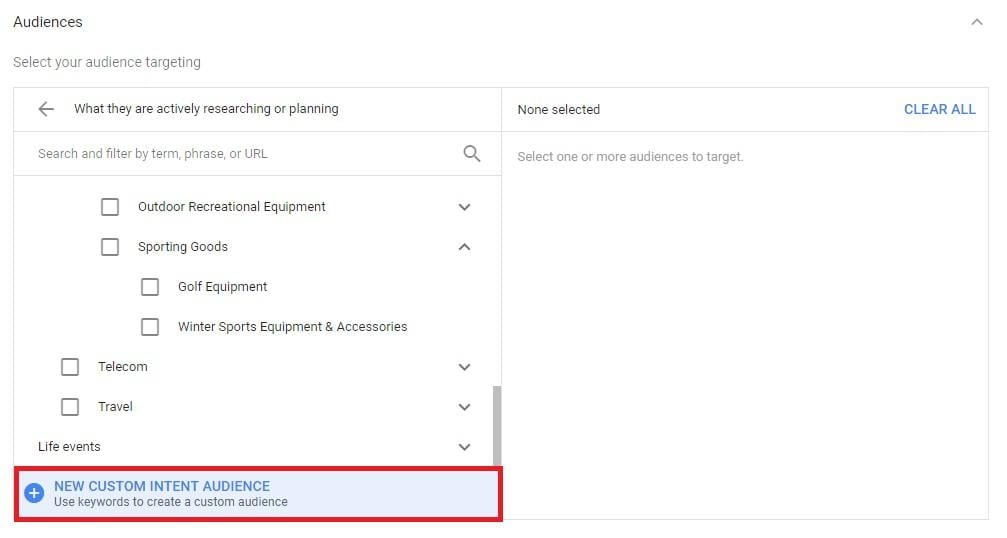 Audiences
Select your audience targeting
What they are actively researching or planning
None selected
CLEAR ALL
Search and filter by term, phrase, or URL
Select one or more audiences to target.
Outdoor Recreational Equipment
Sporting Goods
Golf Equipment
Winter Sports Equipment & Accessories
Telecom
Travel
Life events
NEW CUSTOM INTENT AUDIENCE
Use keywords to create a custom audience